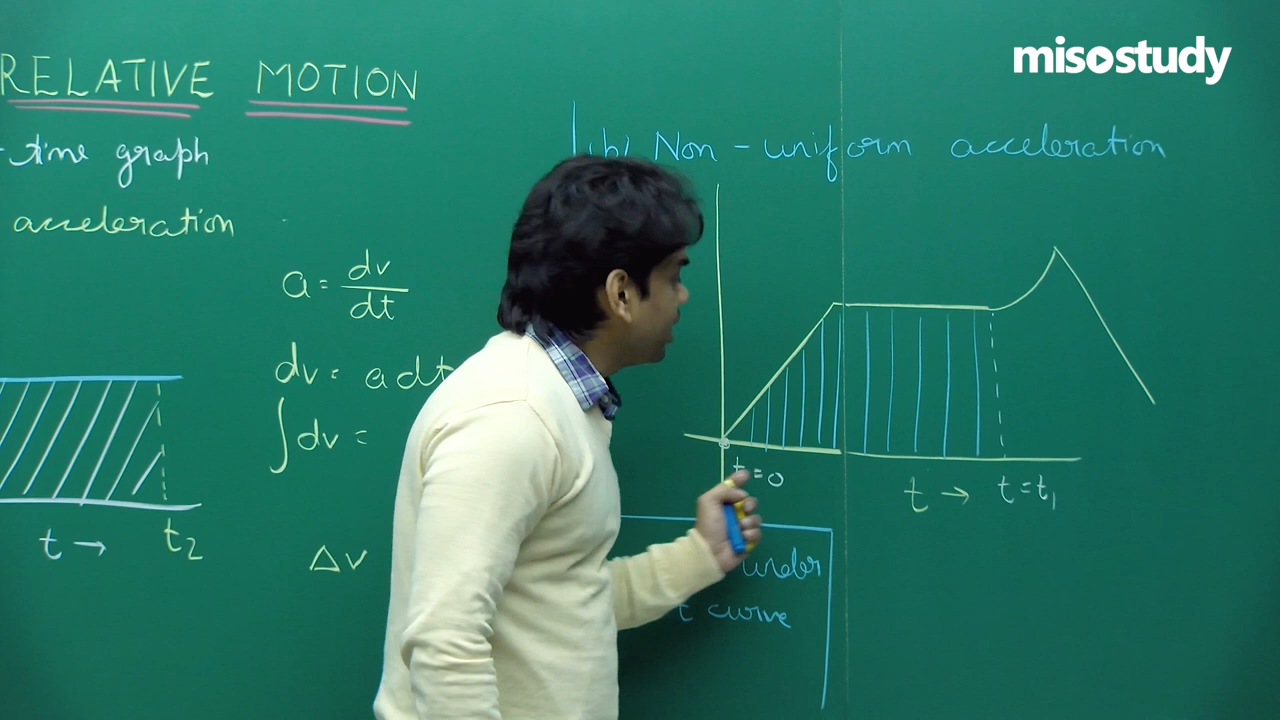 misostudy
RELATIVE MOTION
-time graph
acceleration
a = dv/dt
dv = a dt
∫dv =
t →
t2
Δv
(b) Non-uniform acceleration
t=0
t →
t=t1
under
t curve